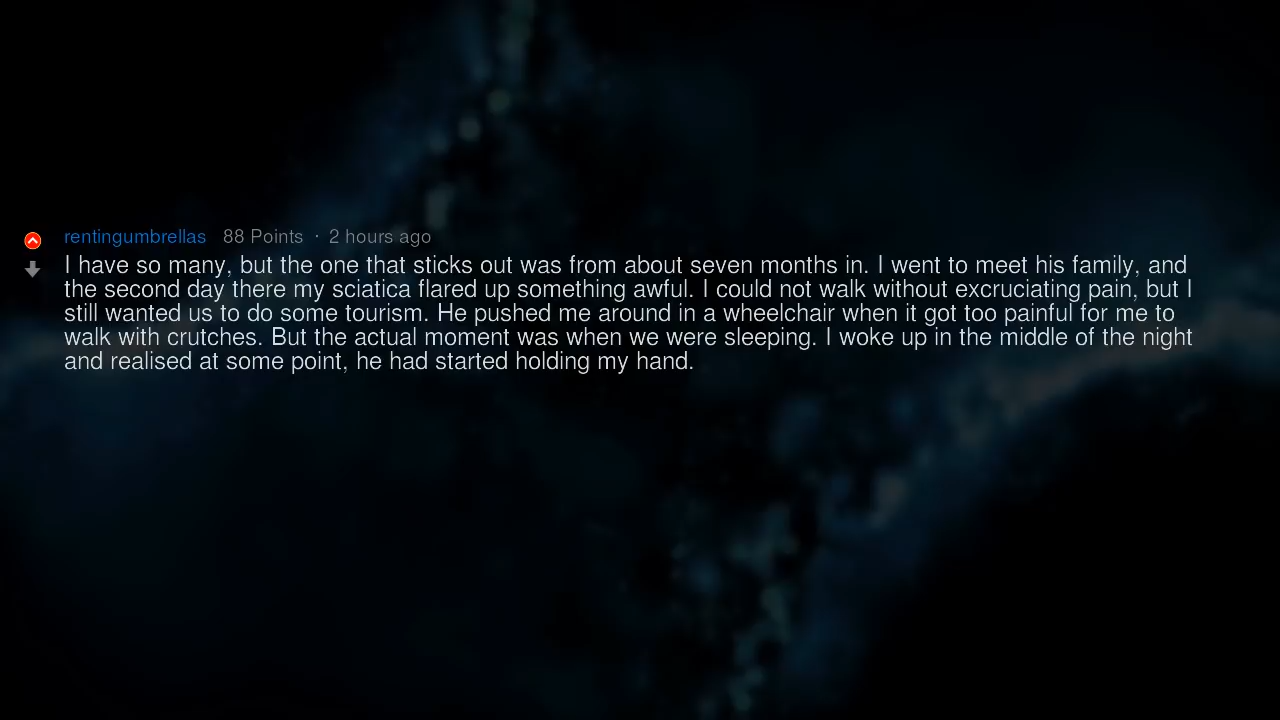 rentingumbrellas 88 Points · 2 hours ago
I have so many, but the one that sticks out was from about seven months in. I went to meet his family, and
the second day there my sciatica flared up something awful. I could not walk without excruciating pain, but I
still wanted us to do some tourism. He pushed me around in a wheelchair when it got too painful for me to
walk with crutches. But the actual moment was when we were sleeping. I woke up in the middle of the night
and realised at some point, he had started holding my hand.